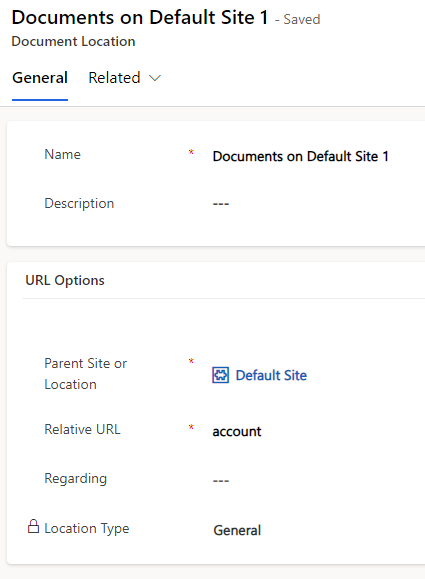 Documents on Default Site 1 - Saved
Document Location
General Related
Name * Documents on Default Site 1
Description ---
URL Options
Parent Site or
Location * Default Site
Relative URL * account
Regarding ---
Location Type General